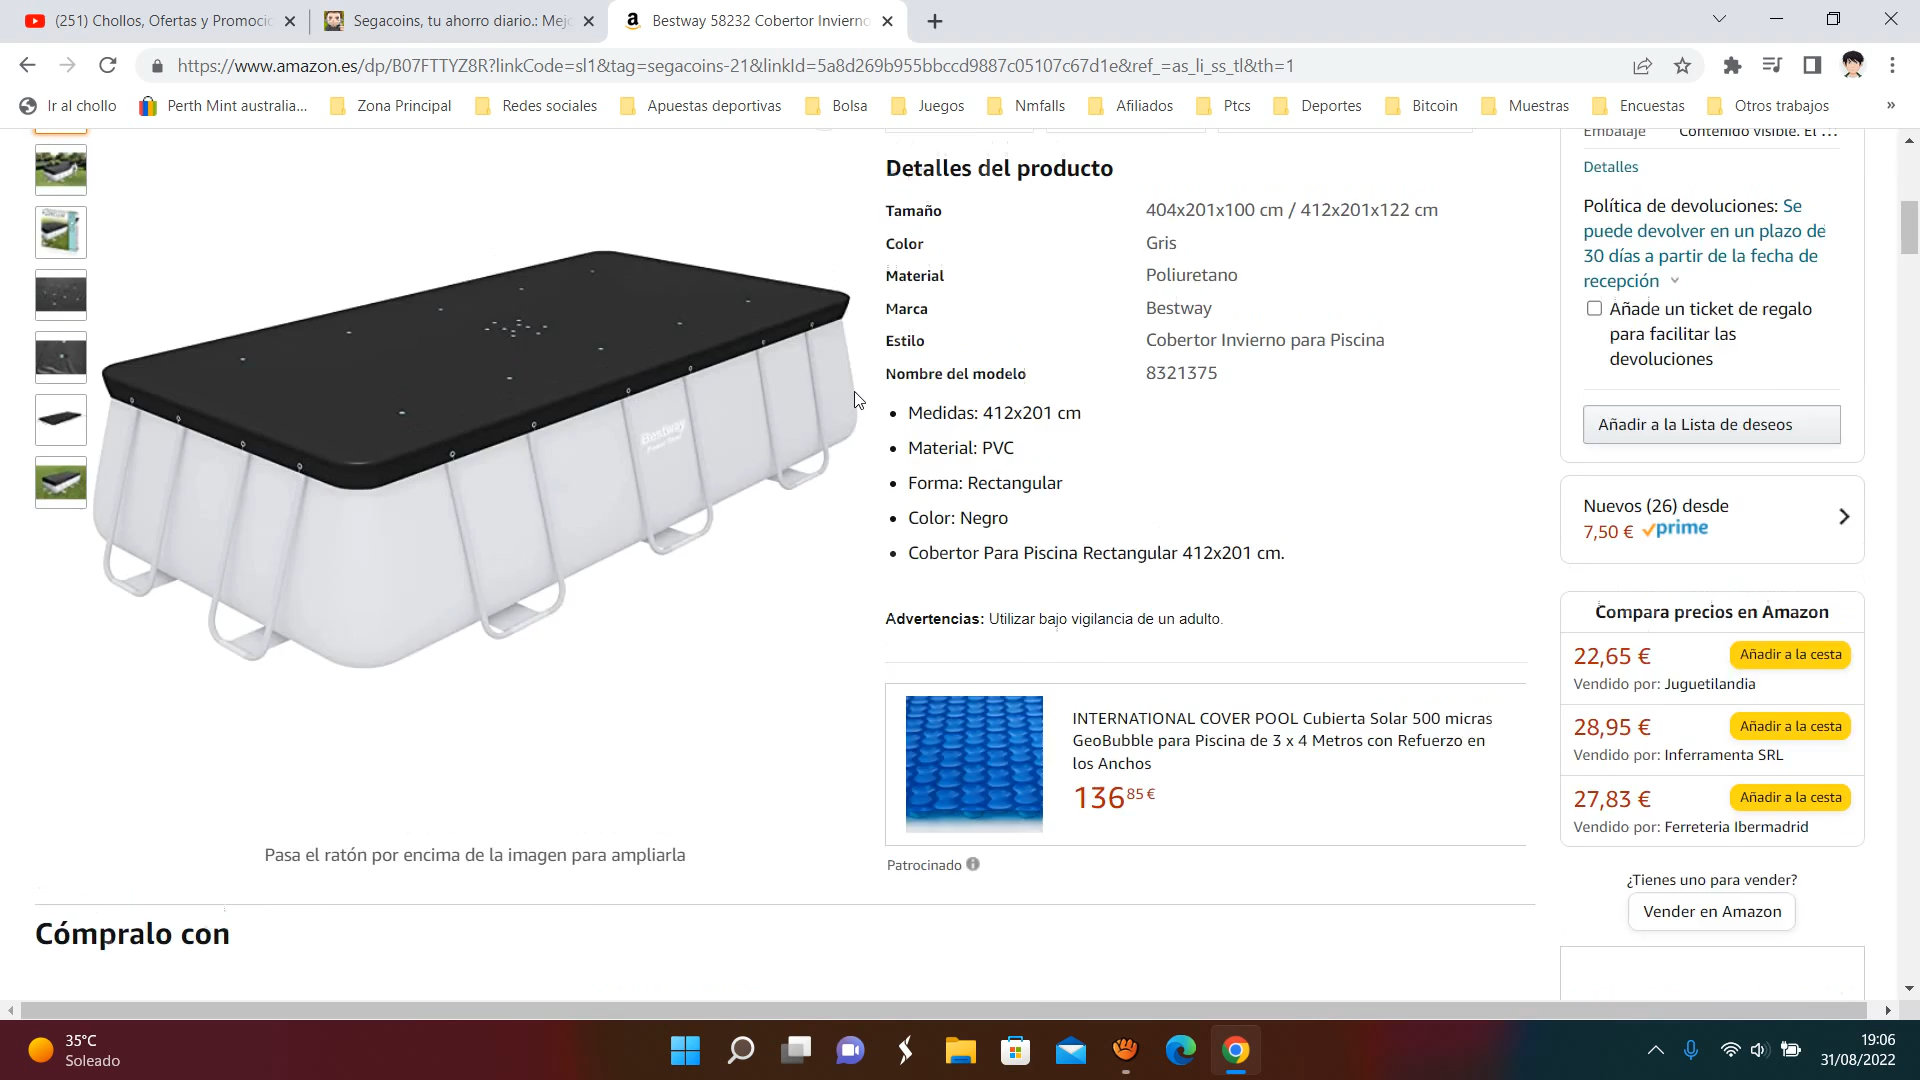 (251) Chollos, Ofertas y Promocio
Segacoins, tu ahorro diario.: Mejo
Bestway 58232 Cobertor Invierno
https://www.amazon.es/dp/B07FTTYZ8R?linkCode=sl1&tag=segacoins-21&linkId=5a8d269b955bbccd9887c05107c67d1e&ref_=as_li_ss_tl&th=1
Ir al chollo
Perth Mint australia...
Zona Principal
Redes sociales
Apuestas deportivas
Bolsa
Juegos
Nmfalls
Afiliados
Ptcs
Deportes
Bitcoin
Muestras
Encuestas
Otros trabajos
»
Bestway
Pasa el ratón por encima de la imagen para ampliarla
Detalles del producto
Tamaño 404x201x100 cm / 412x201x122 cm
Color Gris
Material Poliuretano
Marca Bestway
Estilo Cobertor Invierno para Piscina
Nombre del modelo 8321375
• Medidas: 412x201 cm
• Material: PVC
• Forma: Rectangular
• Color: Negro
• Cobertor Para Piscina Rectangular 412x201 cm.
Advertencias: Utilizar bajo vigilancia de un adulto.
INTERNATIONAL COVER POOL Cubierta Solar 500 micras
GeoBubble para Piscina de 3 x 4 Metros con Refuerzo en
los Anchos
136 85 €
Patrocinado
Embalaje Contenido visible. El ...
Detalles
Política de devoluciones: Se
puede devolver en un plazo de
30 días a partir de la fecha de
recepción
Añade un ticket de regalo
para facilitar las
devoluciones
Añadir a la Lista de deseos
Nuevos (26) desde
7,50 € prime
Compara precios en Amazon
22,65 € Añadir a la cesta
Vendido por: Juguetilandia
28,95 € Añadir a la cesta
Vendido por: Inferramenta SRL
27,83 € Añadir a la cesta
Vendido por: Ferreteria Ibermadrid
¿Tienes uno para vender?
Vender en Amazon
Cómpralo con
35°C
Soleado
19:06
31/08/2022